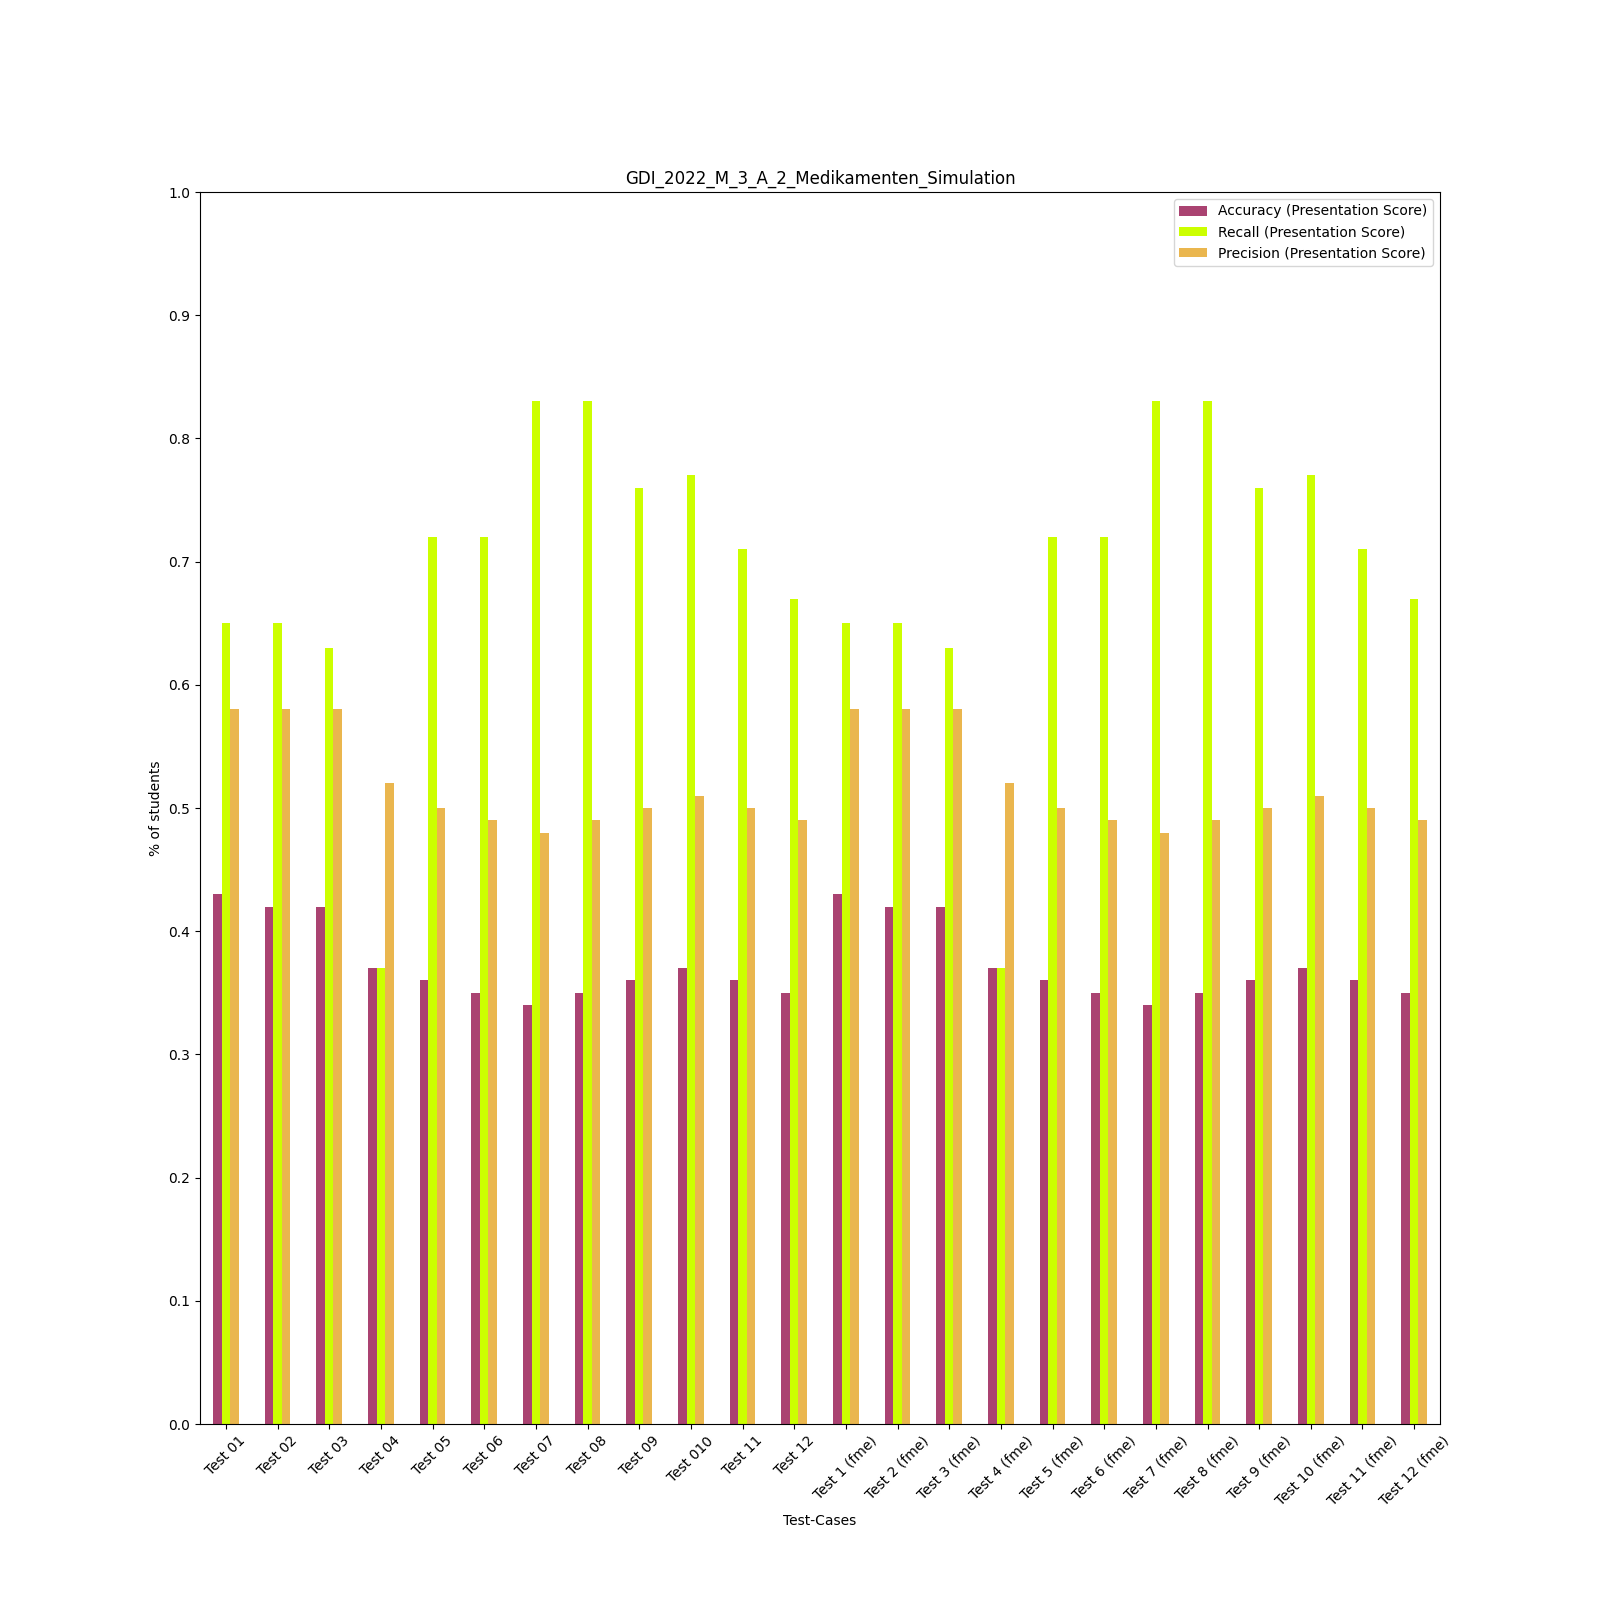 GDI_2022_M_3_A_2_Medikamenten_Simulation
1.0
0.9
0.8
0.7
0.6
0.5
0.4
0.3
0.2
0.1
0.0
% of students
Accuracy (Presentation Score)
Recall (Presentation Score)
Precision (Presentation Score)
Test 01
Test 02
Test 03
Test 04
Test 05
Test 06
Test 07
Test 08
Test 09
Test 010
Test 11
Test 12
Test 1 (fme)
Test 2 (fme)
Test 3 (fme)
Test 4 (fme)
Test 5 (fme)
Test 6 (fme)
Test 7 (fme)
Test 8 (fme)
Test 9 (fme)
Test 10 (fme)
Test 11 (fme)
Test 12 (fme)
Test-Cases